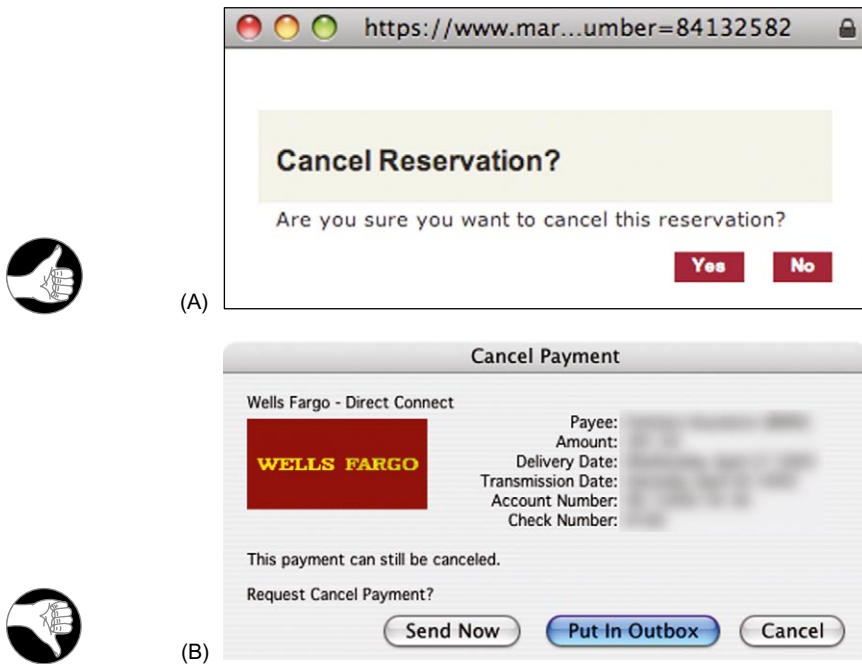 https://www.mar...umber=84132582
Cancel Reservation?
Are you sure you want to cancel this reservation?
Yes No
(A)
Cancel Payment
Wells Fargo - Direct Connect
WELLS FARGO
Payee:
Amount:
Delivery Date:
Transmission Date:
Account Number:
Check Number:
This payment can still be canceled.
Request Cancel Payment?
Send Now Put In Outbox Cancel
(B)